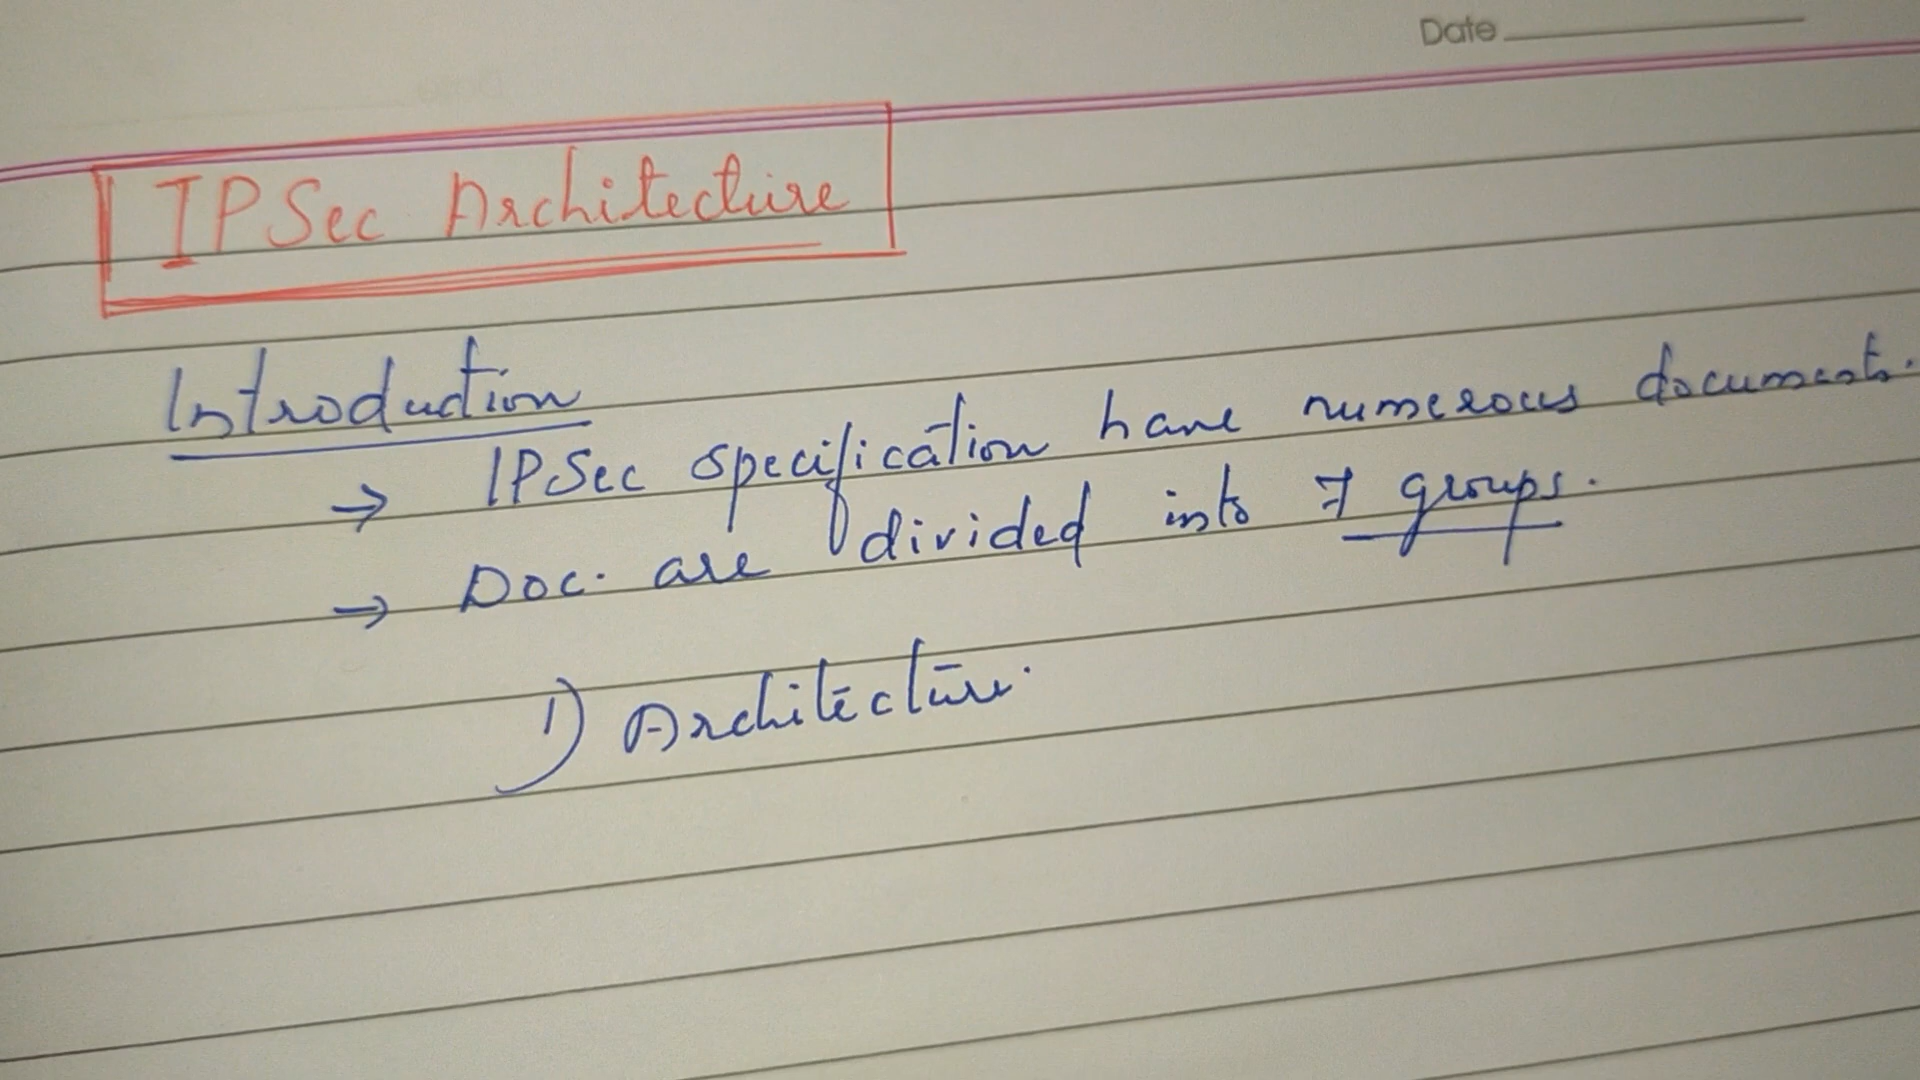 Date
IPSec Architecture
Introduction
→ IPSec specification have numerous documents.
→ Doc. are divided into 7 groups.
1) Architecture.